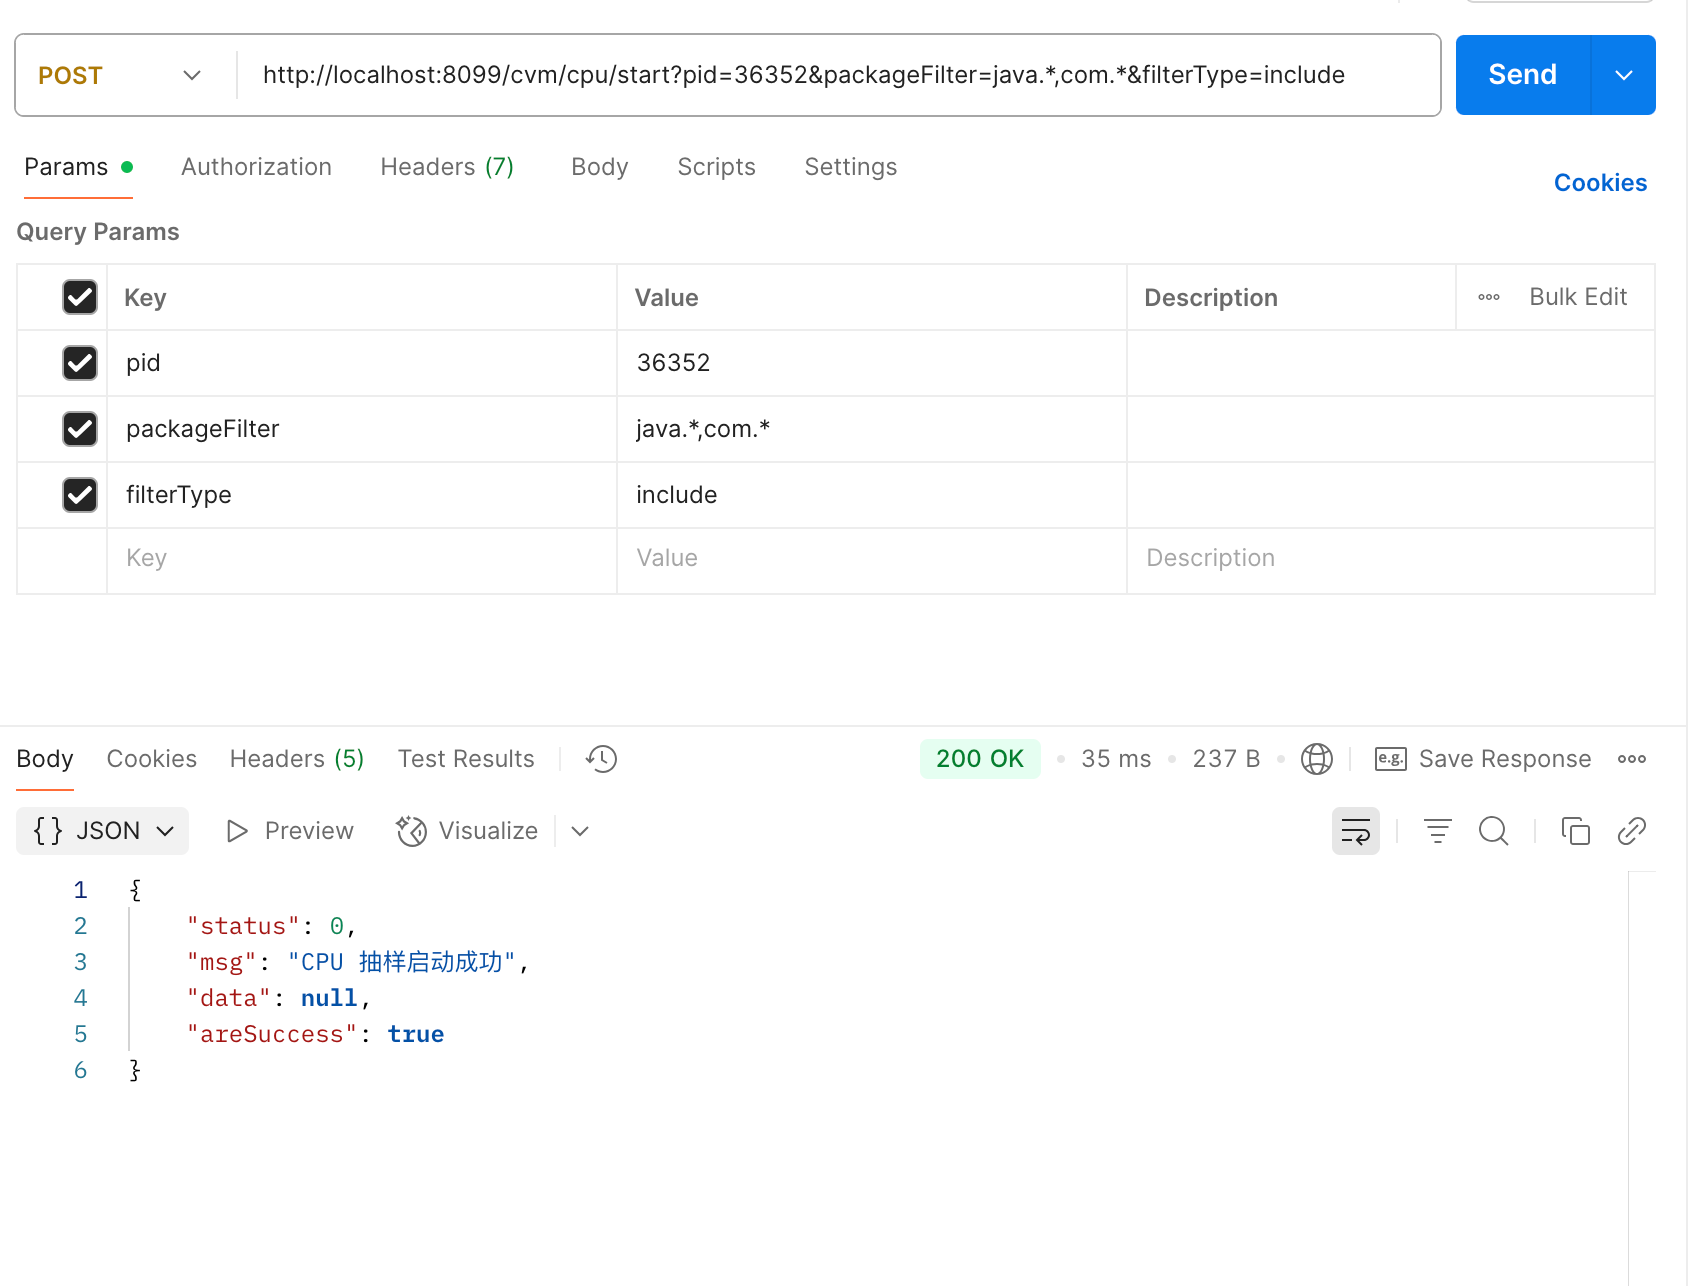 POST http://localhost:8099/cvm/cpu/start?pid=36352&packageFilter=java.*,com.*&filterType=include Send
Params Authorization Headers (7) Body Scripts Settings Cookies
Query Params
Key Value Description Bulk Edit
pid 36352
packageFilter java.*,com.*
filterType include
Key Value Description
Body Cookies Headers (5) Test Results 200 OK 35 ms 237 B e.g. Save Response
{} JSON Preview Visualize
1 {
2 "status": 0,
3 "msg": "CPU 抽样启动成功",
4 "data": null,
5 "areSuccess": true
6 }